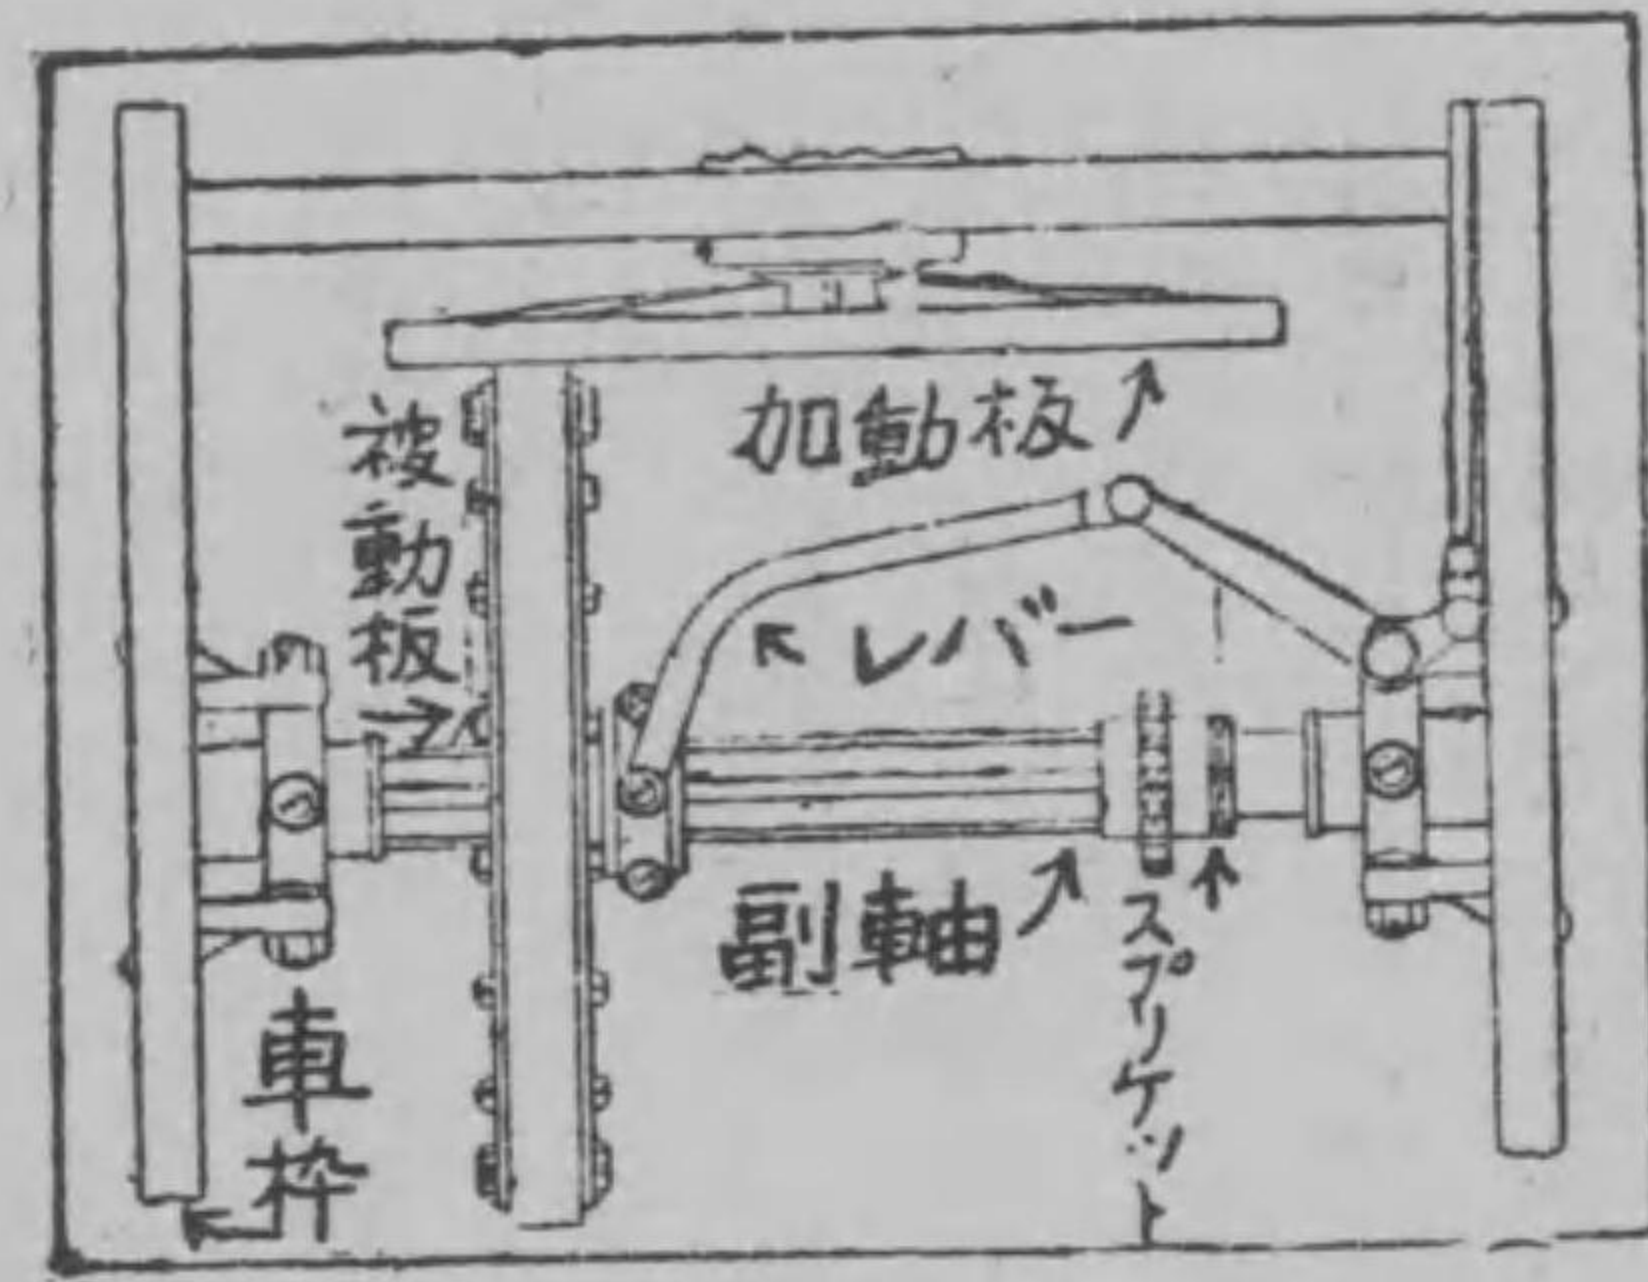 加動板
被動板
レバー
副軸
スプリケット
車枠